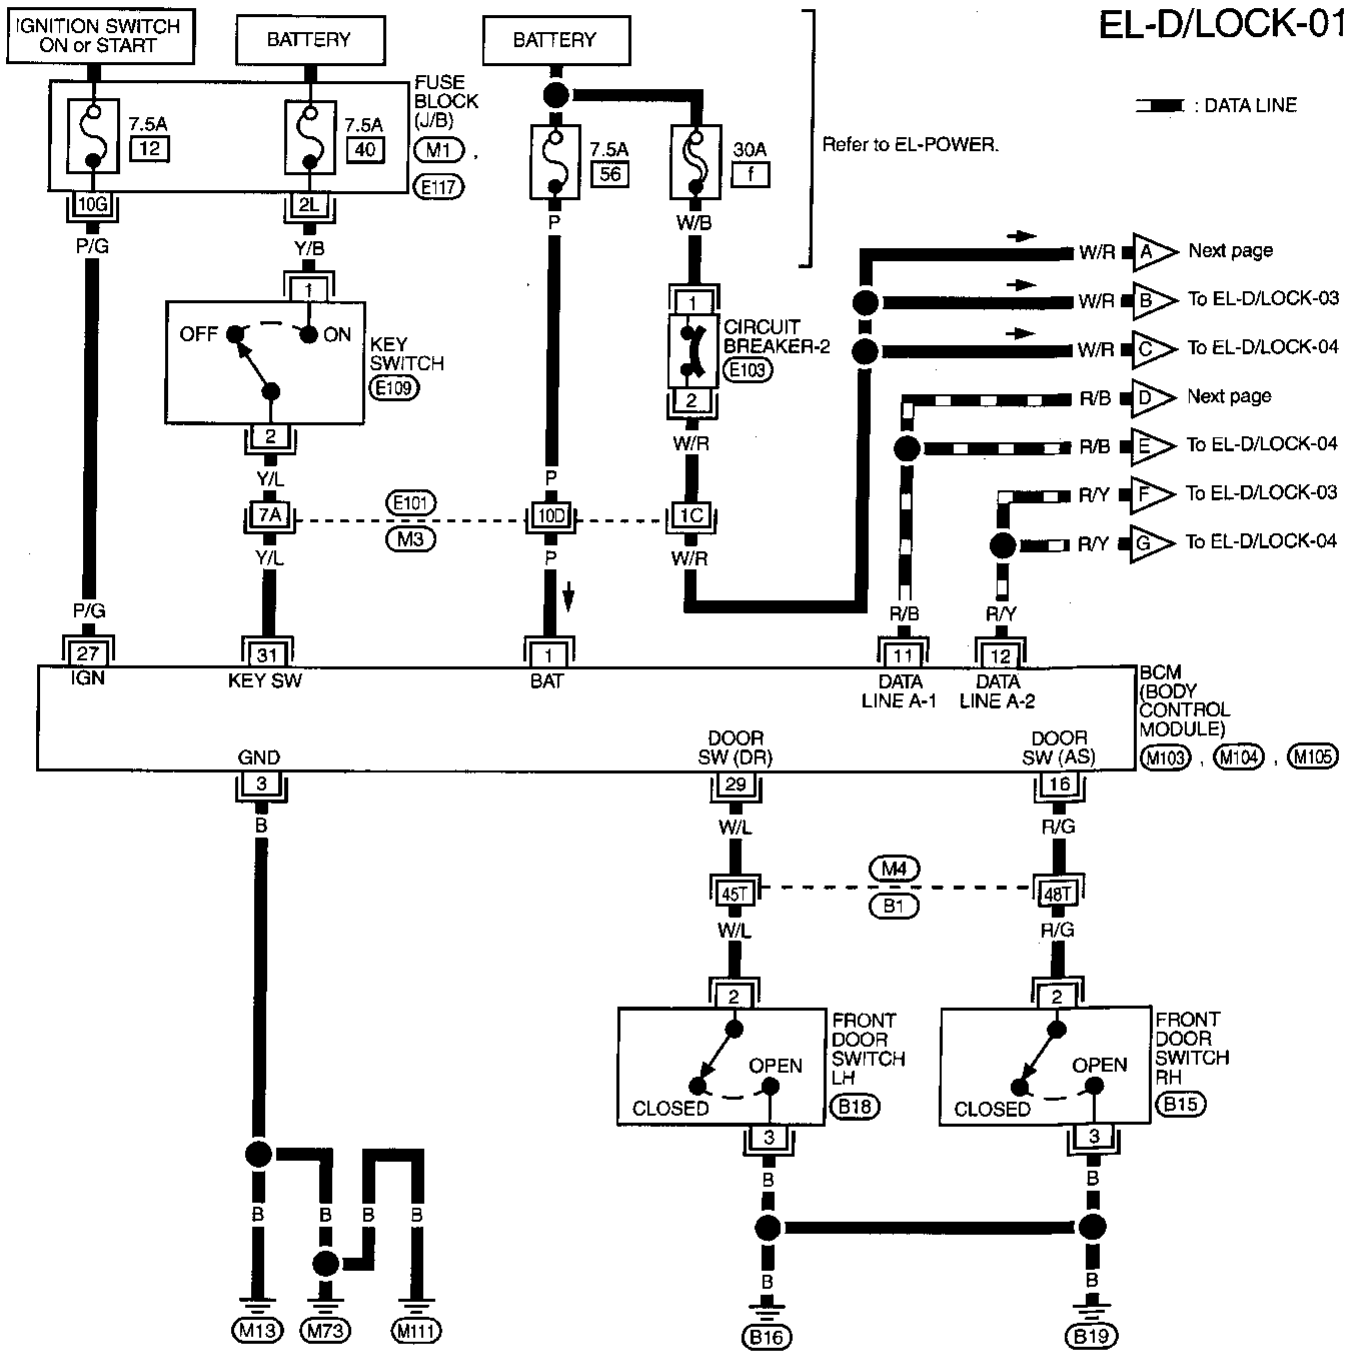 EL-D/LOCK-01
IGNITION SWITCH
ON or START
BATTERY
BATTERY
: DATA LINE
FUSE
BLOCK
(J/B)
M1
E117
7.5A
12
7.5A
40
7.5A
56
30A
f
Refer to EL-POWER.
10G
2L
P/G
Y/B
P
W/B
1
OFF
ON
KEY
SWITCH
E109
2
1
CIRCUIT
BREAKER-2
E103
2
W/R
A
Next page
W/R
B
To EL-D/LOCK-03
W/R
C
To EL-D/LOCK-04
R/B
D
Next page
R/B
E
To EL-D/LOCK-04
R/Y
F
To EL-D/LOCK-03
R/Y
G
To EL-D/LOCK-04
Y/L
P
W/R
7A
E101
M3
10D
1C
Y/L
P
W/R
P/G
R/B
R/Y
27
31
1
11
12
IGN
KEY SW
BAT
DATA
LINE A-1
DATA
LINE A-2
BCM
(BODY
CONTROL
MODULE)
M103 , M104 , M105
GND
DOOR
SW (DR)
DOOR
SW (AS)
3
29
16
B
W/L
R/G
45T
M4
B1
48T
W/L
R/G
2
2
FRONT
DOOR
SWITCH
LH
B18
OPEN
CLOSED
FRONT
DOOR
SWITCH
RH
B15
OPEN
CLOSED
3
3
B
B
B
B
B
B
B
B
M13
M73
M111
B16
B19